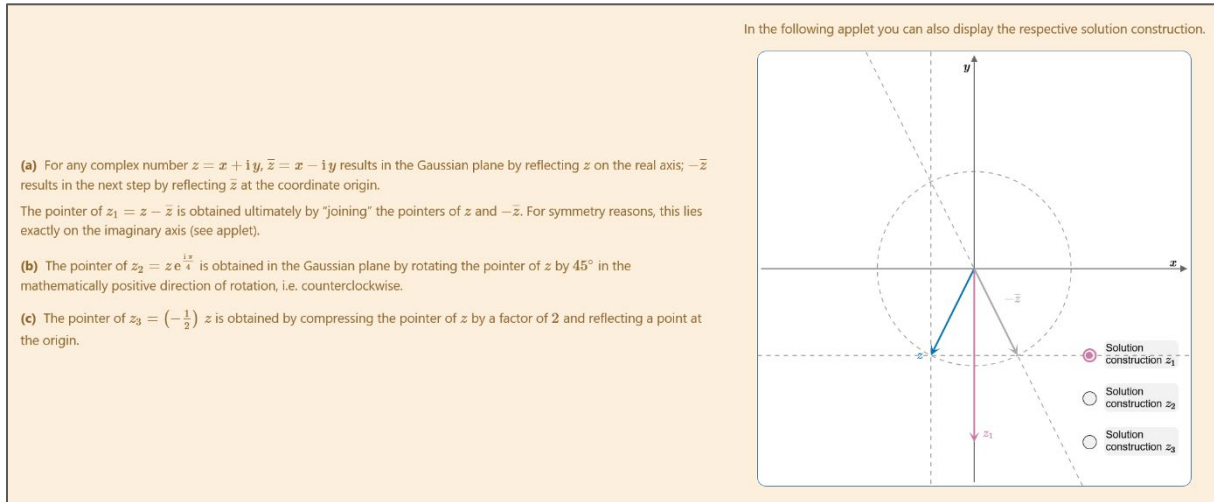 In the following applet you can also display the respective solution construction.
(a) For any complex number z = x + i y, z̅ = x − i y results in the Gaussian plane by reflecting z on the real axis; −z̅
results in the next step by reflecting z̅ at the coordinate origin.
The pointer of z₁ = z − z̅ is obtained ultimately by "joining" the pointers of z and −z̅. For symmetry reasons, this lies
exactly on the imaginary axis (see applet).
(b) The pointer of z₂ = z e^(iπ/4) is obtained in the Gaussian plane by rotating the pointer of z by 45° in the
mathematically positive direction of rotation, i.e. counterclockwise.
(c) The pointer of z₃ = (−1/2) z is obtained by compressing the pointer of z by a factor of 2 and reflecting a point at
the origin.
y
x
−z̅
z
z₁
Solution
construction z₁
Solution
construction z₂
Solution
construction z₃